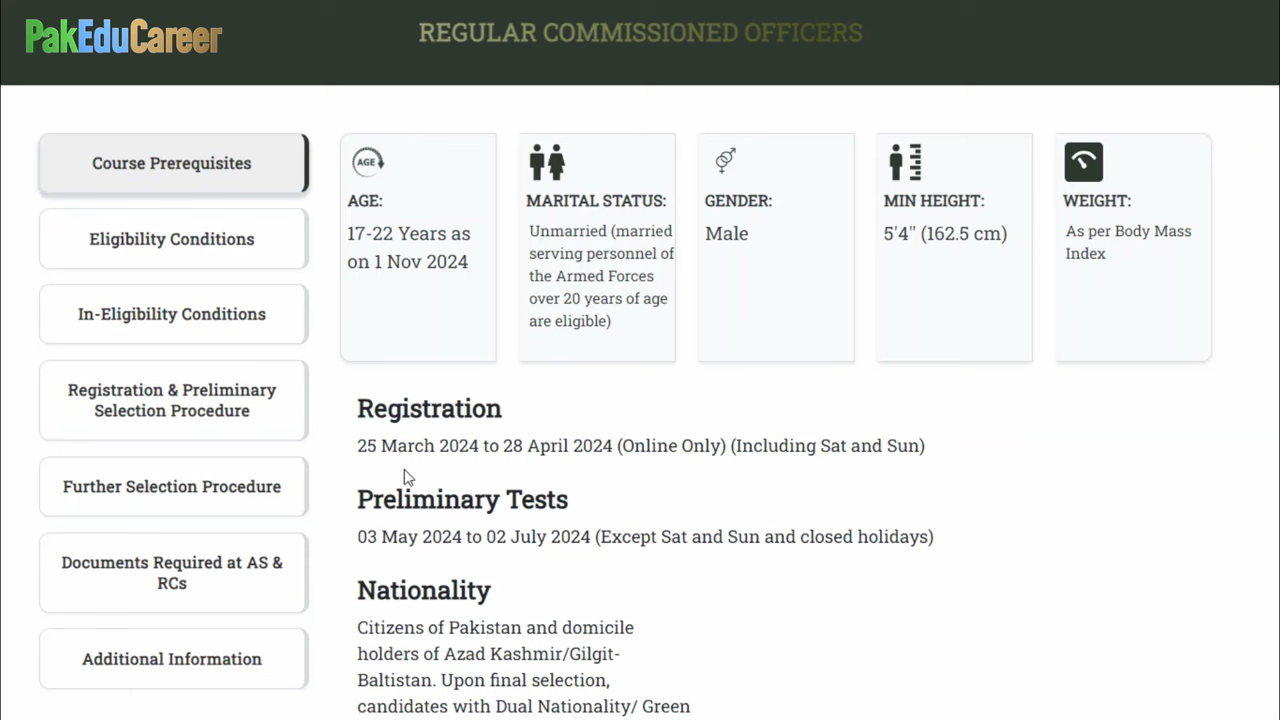 PakEduCareer
REGULAR COMMISSIONED OFFICERS
Course Prerequisites
Eligibility Conditions
In-Eligibility Conditions
Registration & Preliminary
Selection Procedure
Further Selection Procedure
Documents Required at AS &
RCs
Additional Information
AGE
AGE:
17-22 Years as
on 1 Nov 2024
MARITAL STATUS:
Unmarried (married
serving personnel of
the Armed Forces
over 20 years of age
are eligible)
GENDER:
Male
MIN HEIGHT:
5'4" (162.5 cm)
WEIGHT:
As per Body Mass
Index
Registration
25 March 2024 to 28 April 2024 (Online Only) (Including Sat and Sun)
Preliminary Tests
03 May 2024 to 02 July 2024 (Except Sat and Sun and closed holidays)
Nationality
Citizens of Pakistan and domicile
holders of Azad Kashmir/Gilgit-
Baltistan. Upon final selection,
candidates with Dual Nationality/ Green